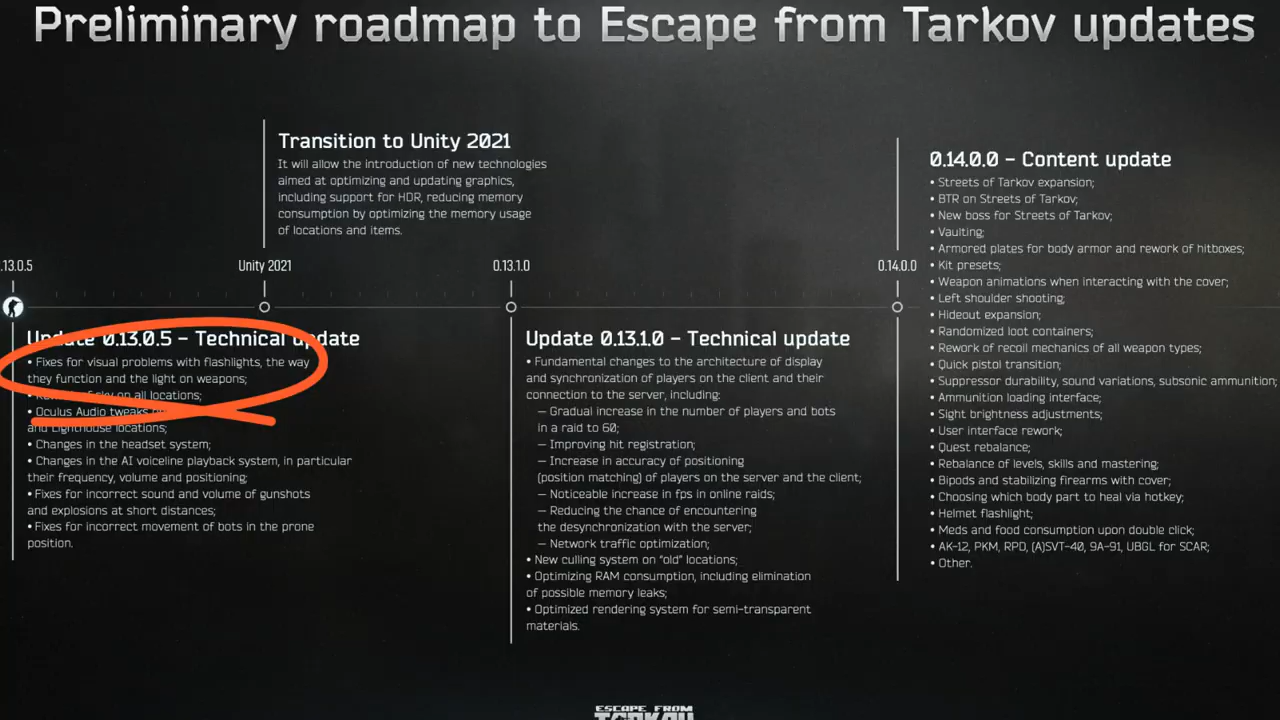 Preliminary roadmap to Escape from Tarkov updates
Transition to Unity 2021
It will allow the introduction of new technologies
aimed at optimizing and updating graphics,
including support for HDR, reducing memory
consumption by optimizing the memory usage
of locations and items.
.13.0.5
Unity 2021
0.13.1.0
0.14.0.0
Update 0.13.0.5 – Technical update
• Fixes for visual problems with flashlights, the way
they function and the light on weapons;
on all locations;
• Oculus Audio tweaks
and Lighthouse locations;
• Changes in the headset system;
• Changes in the AI voiceline playback system, in particular
their frequency, volume and positioning;
• Fixes for incorrect sound and volume of gunshots
and explosions at short distances;
• Fixes for incorrect movement of bots in the prone
position.
Update 0.13.1.0 – Technical update
• Fundamental changes to the architecture of display
and synchronization of players on the client and their
connection to the server, including:
– Gradual increase in the number of players and bots
in a raid to 60;
– Improving hit registration;
– Increase in accuracy of positioning
(position matching) of players on the server and the client;
– Noticeable increase in fps in online raids;
– Reducing the chance of encountering
the desynchronization with the server;
– Network traffic optimization;
• New culling system on "old" locations;
• Optimizing RAM consumption, including elimination
of possible memory leaks;
• Optimized rendering system for semi-transparent
materials.
0.14.0.0 – Content update
• Streets of Tarkov expansion;
• BTR on Streets of Tarkov;
• New boss for Streets of Tarkov;
• Vaulting;
• Armored plates for body armor and rework of hitboxes;
• Kit presets;
• Weapon animations when interacting with the cover;
• Left shoulder shooting;
• Hideout expansion;
• Randomized loot containers;
• Rework of recoil mechanics of all weapon types;
• Quick pistol transition;
• Suppressor durability, sound variations, subsonic ammunition;
• Ammunition loading interface;
• Sight brightness adjustments;
• User interface rework;
• Quest rebalance;
• Rebalance of levels, skills and mastering;
• Bipods and stabilizing firearms with cover;
• Choosing which body part to heal via hotkey;
• Helmet flashlight;
• Meds and food consumption upon double click;
• AK-12, PKM, RPD, (A)SVT-40, 9A-91, UBGL for SCAR;
• Other.
ESCAPE FROM
TARKOV